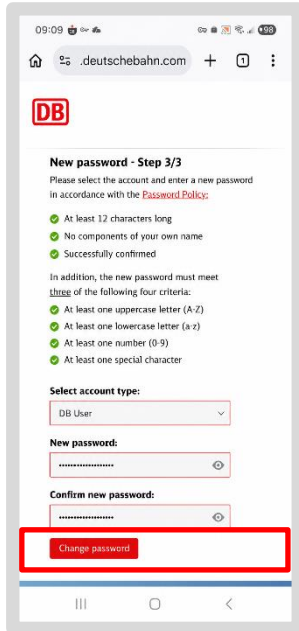 09:09
98
.deutschebahn.com
1
DB
New password - Step 3/3
Please select the account and enter a new password
in accordance with the Password Policy:
At least 12 characters long
No components of your own name
Successfully confirmed
In addition, the new password must meet
three of the following four criteria:
At least one uppercase letter (A-Z)
At least one lowercase letter (a-z)
At least one number (0-9)
At least one special character
Select account type:
DB User
New password:
Confirm new password:
Change password